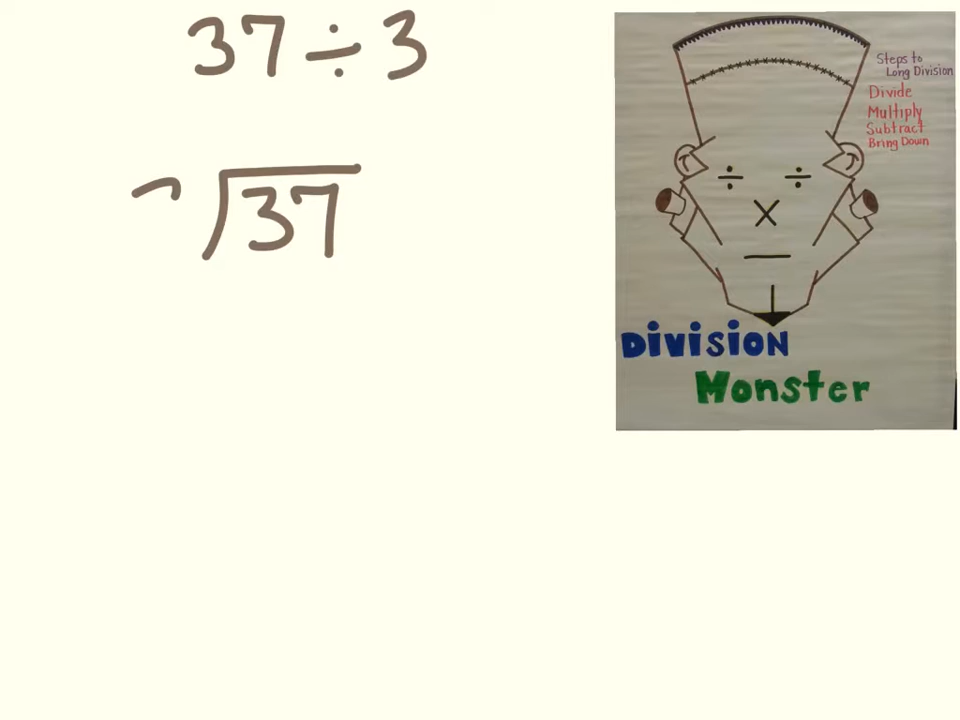 37 ÷ 3
37
Steps to
Long Division
Divide
Multiply
Subtract
Bring Down
÷ ÷
×
—
Division
Monster